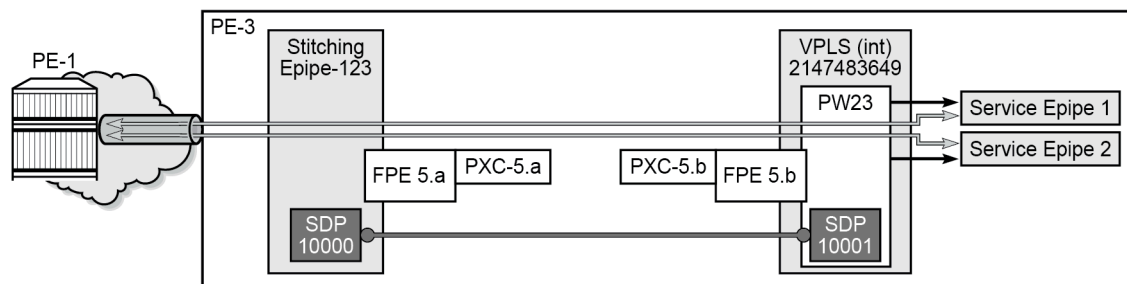 PE-3
PE-1
Stitching
Epipe-123
VPLS (int)
2147483649
PW23
Service Epipe 1
Service Epipe 2
FPE 5.a
PXC-5.a
PXC-5.b
FPE 5.b
SDP
10000
SDP
10001